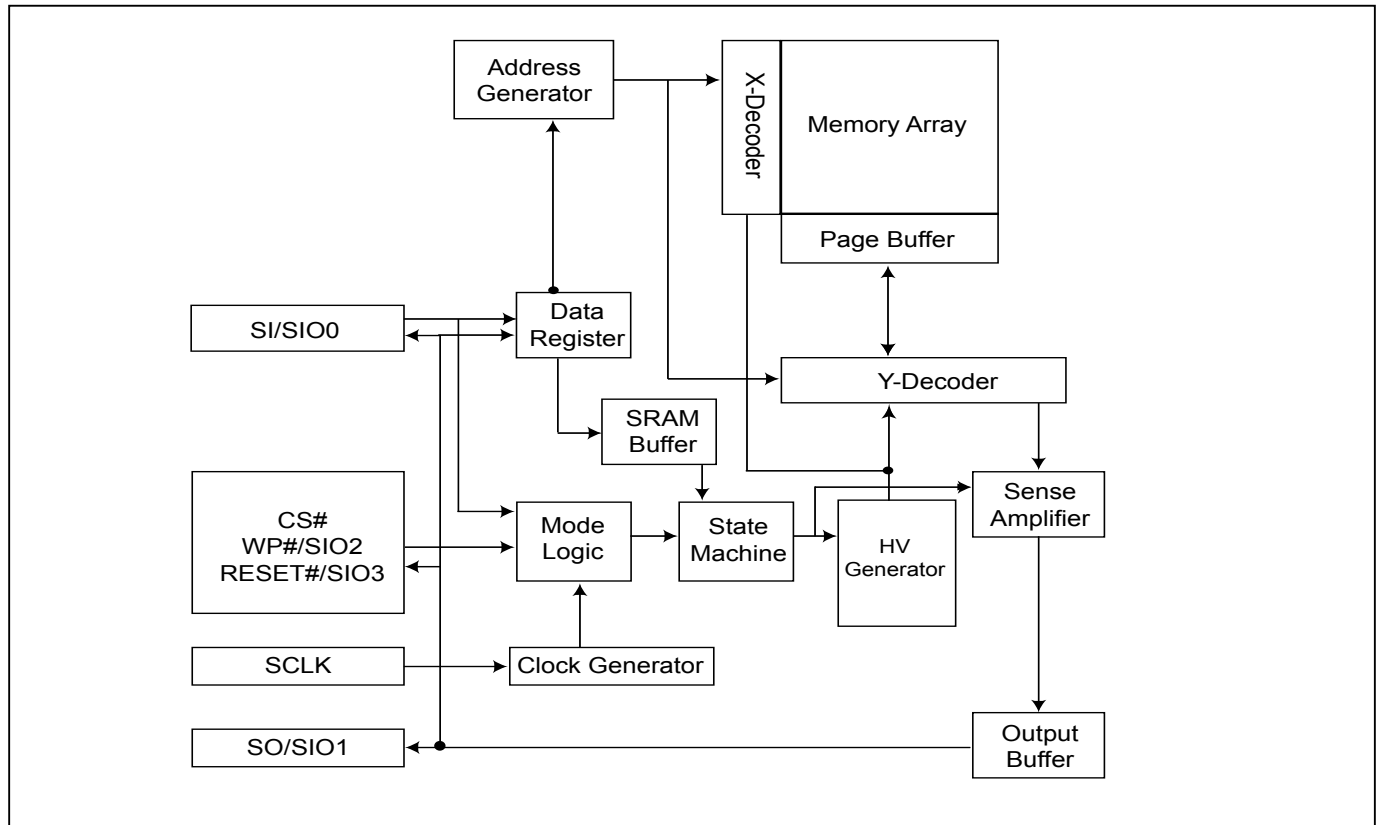 Address
Generator
X-Decoder
Memory Array
Page Buffer
SI/SIO0
Data
Register
Y-Decoder
SRAM
Buffer
CS#
WP#/SIO2
RESET#/SIO3
Mode
Logic
State
Machine
HV
Generator
Sense
Amplifier
SCLK
Clock Generator
SO/SIO1
Output
Buffer